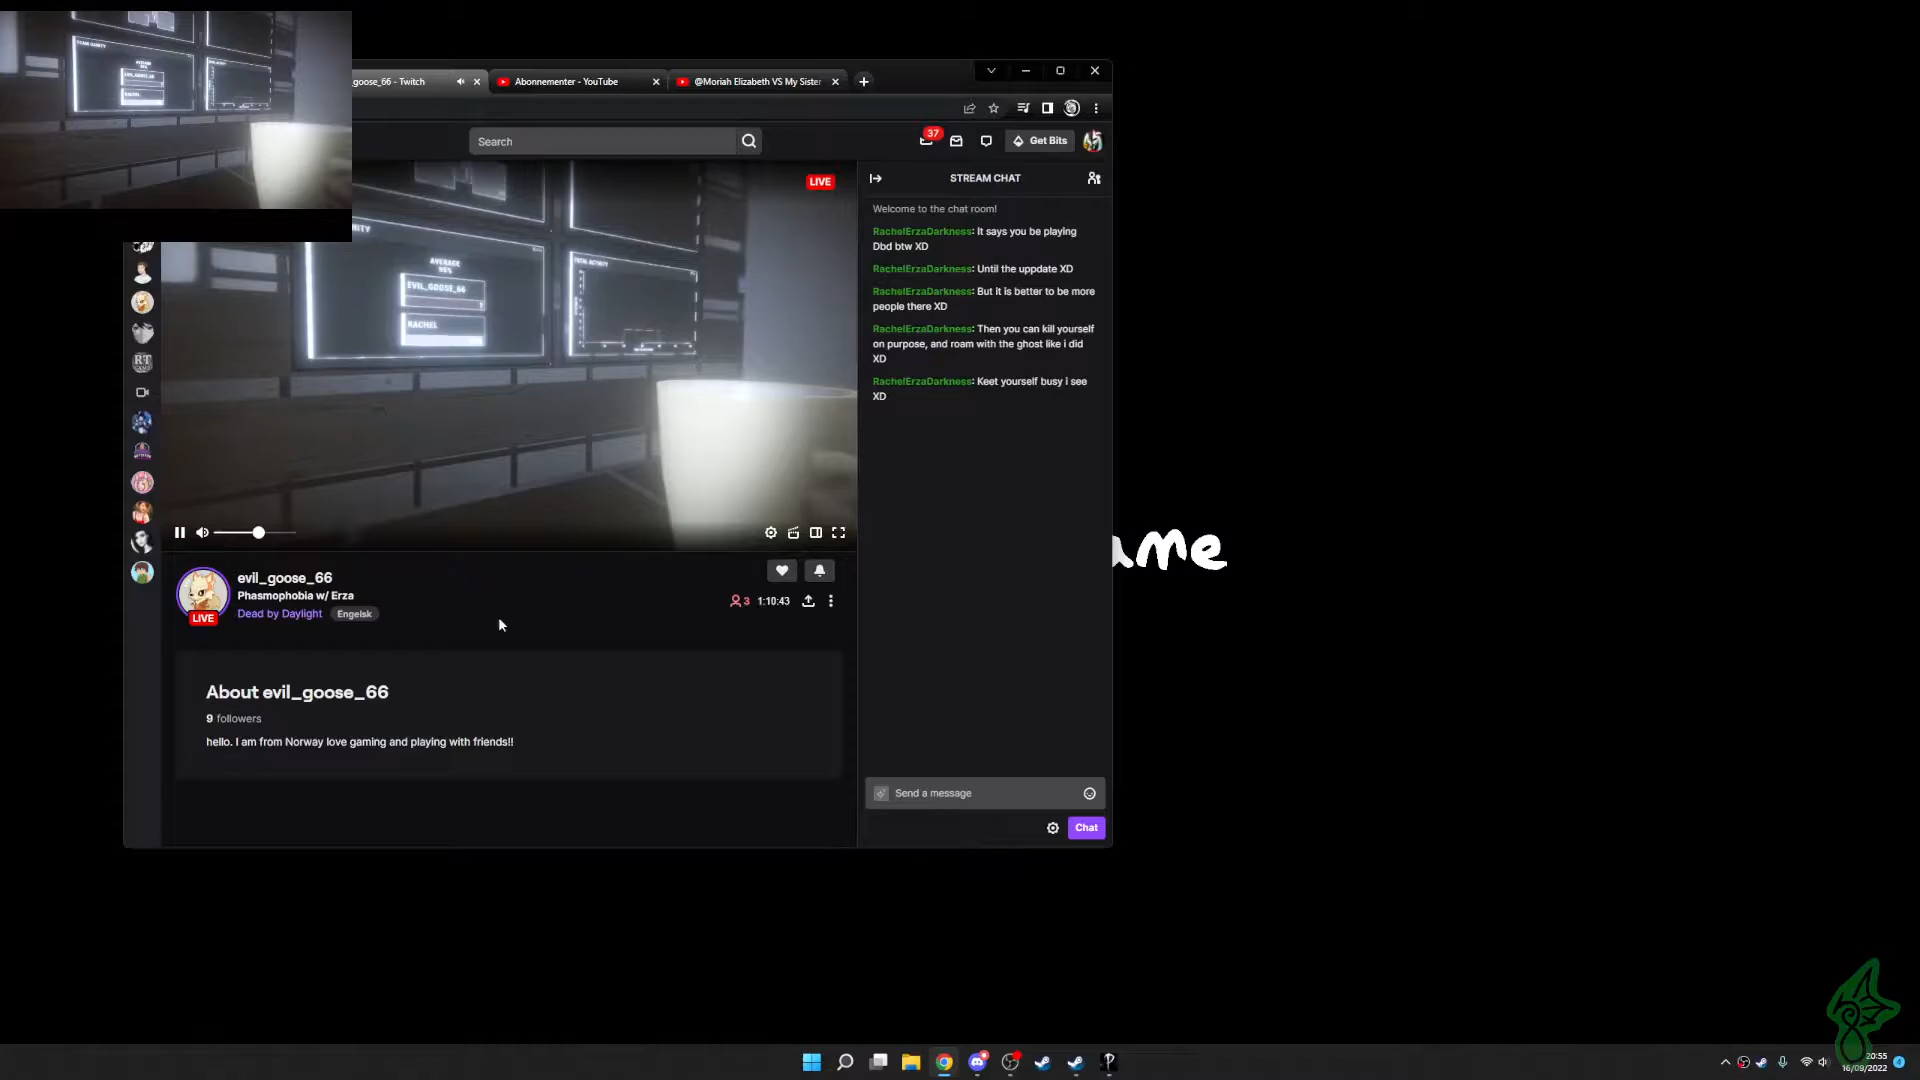 goose_66 - Twitch
Abonnementer - YouTube
@Moriah Elizabeth VS My Sister
Search
37
Get Bits
LIVE
STREAM CHAT
Welcome to the chat room!
RachelErzaDarkness: It says you be playing
Dbd btw XD
RachelErzaDarkness: Until the uppdate XD
RachelErzaDarkness: But it is better to be more
people there XD
RachelErzaDarkness: Then you can kill yourself
on purpose, and roam with the ghost like i did
XD
RachelErzaDarkness: Keet yourself busy i see
XD
AVERAGE
EVIL_GOOSE_66
RACHEL
TOTAL ACTIVITY
RT
ame
evil_goose_66
Phasmophobia w/ Erza
Dead by Daylight
Engelsk
LIVE
3
1:10:43
About evil_goose_66
9 followers
hello. I am from Norway love gaming and playing with friends!!
Send a message
Chat
20:55
16/09/2022
4